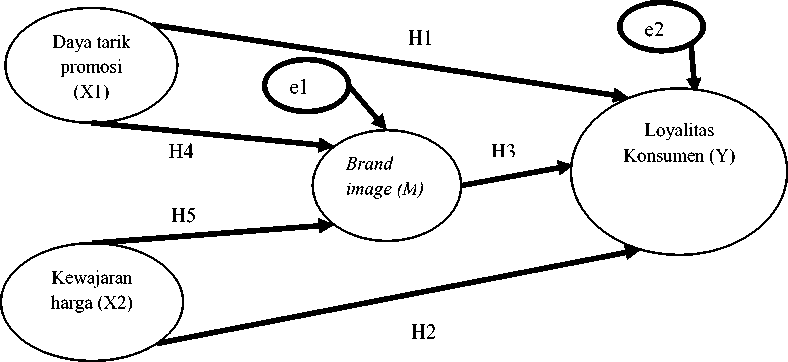 Daya tarik
promosi
(X1)
H1
e2
e1
Loyalitas
Konsumen (Y)
H4
Brand
image (M)
H3
H5
Kewajaran
harga (X2)
H2